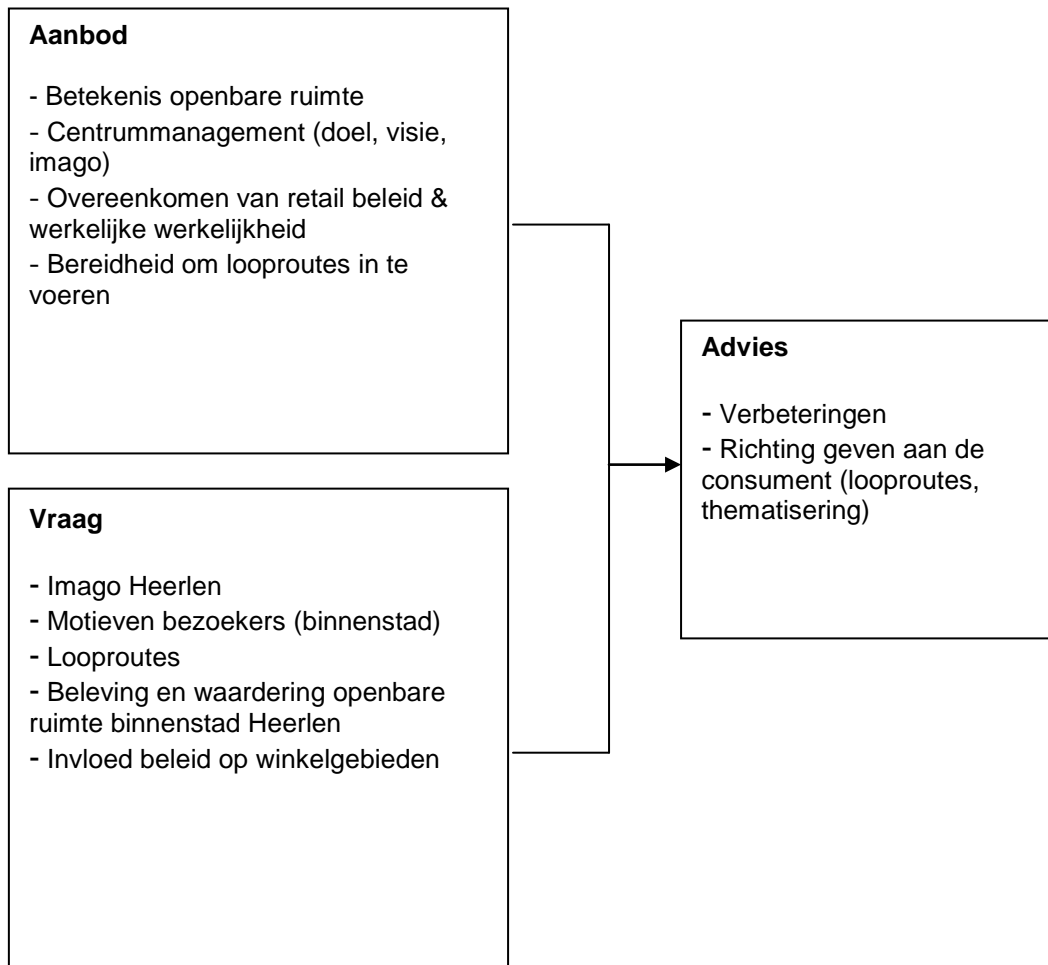 Aanbod
- Betekenis openbare ruimte
- Centrummanagement (doel, visie,
imago)
- Overeenkomen van retail beleid &
werkelijke werkelijkheid
- Bereidheid om looproutes in te
voeren
Vraag
- Imago Heerlen
- Motieven bezoekers (binnenstad)
- Looproutes
- Beleving en waardering openbare
ruimte binnenstad Heerlen
- Invloed beleid op winkelgebieden
Advies
- Verbeteringen
- Richting geven aan de
consument (looproutes,
thematisering)